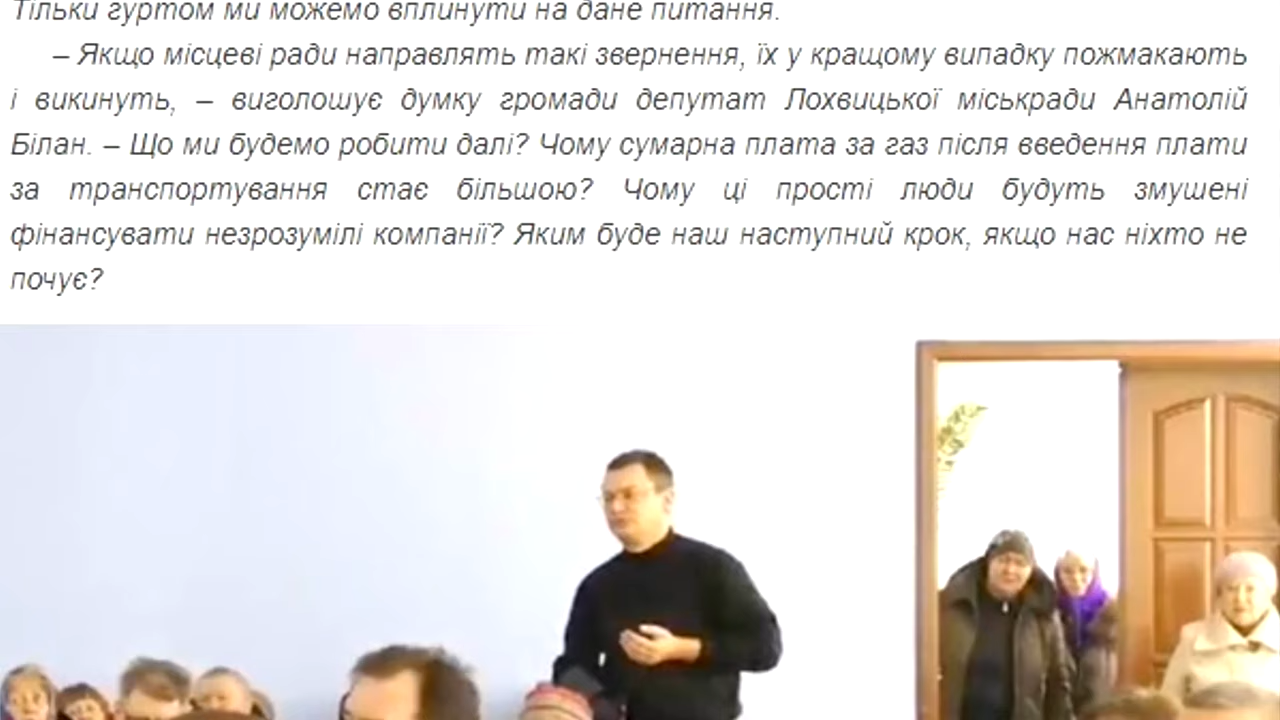 Тільки гуртом ми можемо вплинути на дане питання.
– Якщо місцеві ради направлять такі звернення, їх у кращому випадку пожмакають
і викинуть, – виголошує думку громади депутат Лохвицької міськради Анатолій
Білан. – Що ми будемо робити далі? Чому сумарна плата за газ після введення плати
за транспортування стає більшою? Чому ці прості люди будуть змушені
фінансувати незрозумілі компанії? Яким буде наш наступний крок, якщо нас ніхто не
почує?